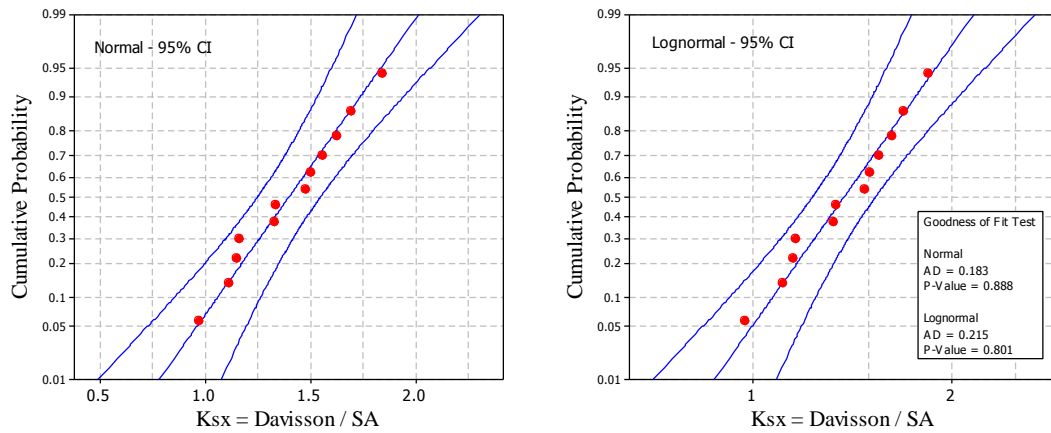 0.99
0.95
0.9
0.8
0.7
0.6
0.5
0.4
0.3
0.2
0.1
0.05
0.01
Cumulative Probability
Normal - 95% CI
0.5 1.0 1.5 2.0
Ksx = Davisson / SA
0.99
0.95
0.9
0.8
0.7
0.6
0.5
0.4
0.3
0.2
0.1
0.05
0.01
Cumulative Probability
Lognormal - 95% CI
Goodness of Fit Test
Normal
AD = 0.183
P-Value = 0.888
Lognormal
AD = 0.215
P-Value = 0.801
1 2
Ksx = Davisson / SA